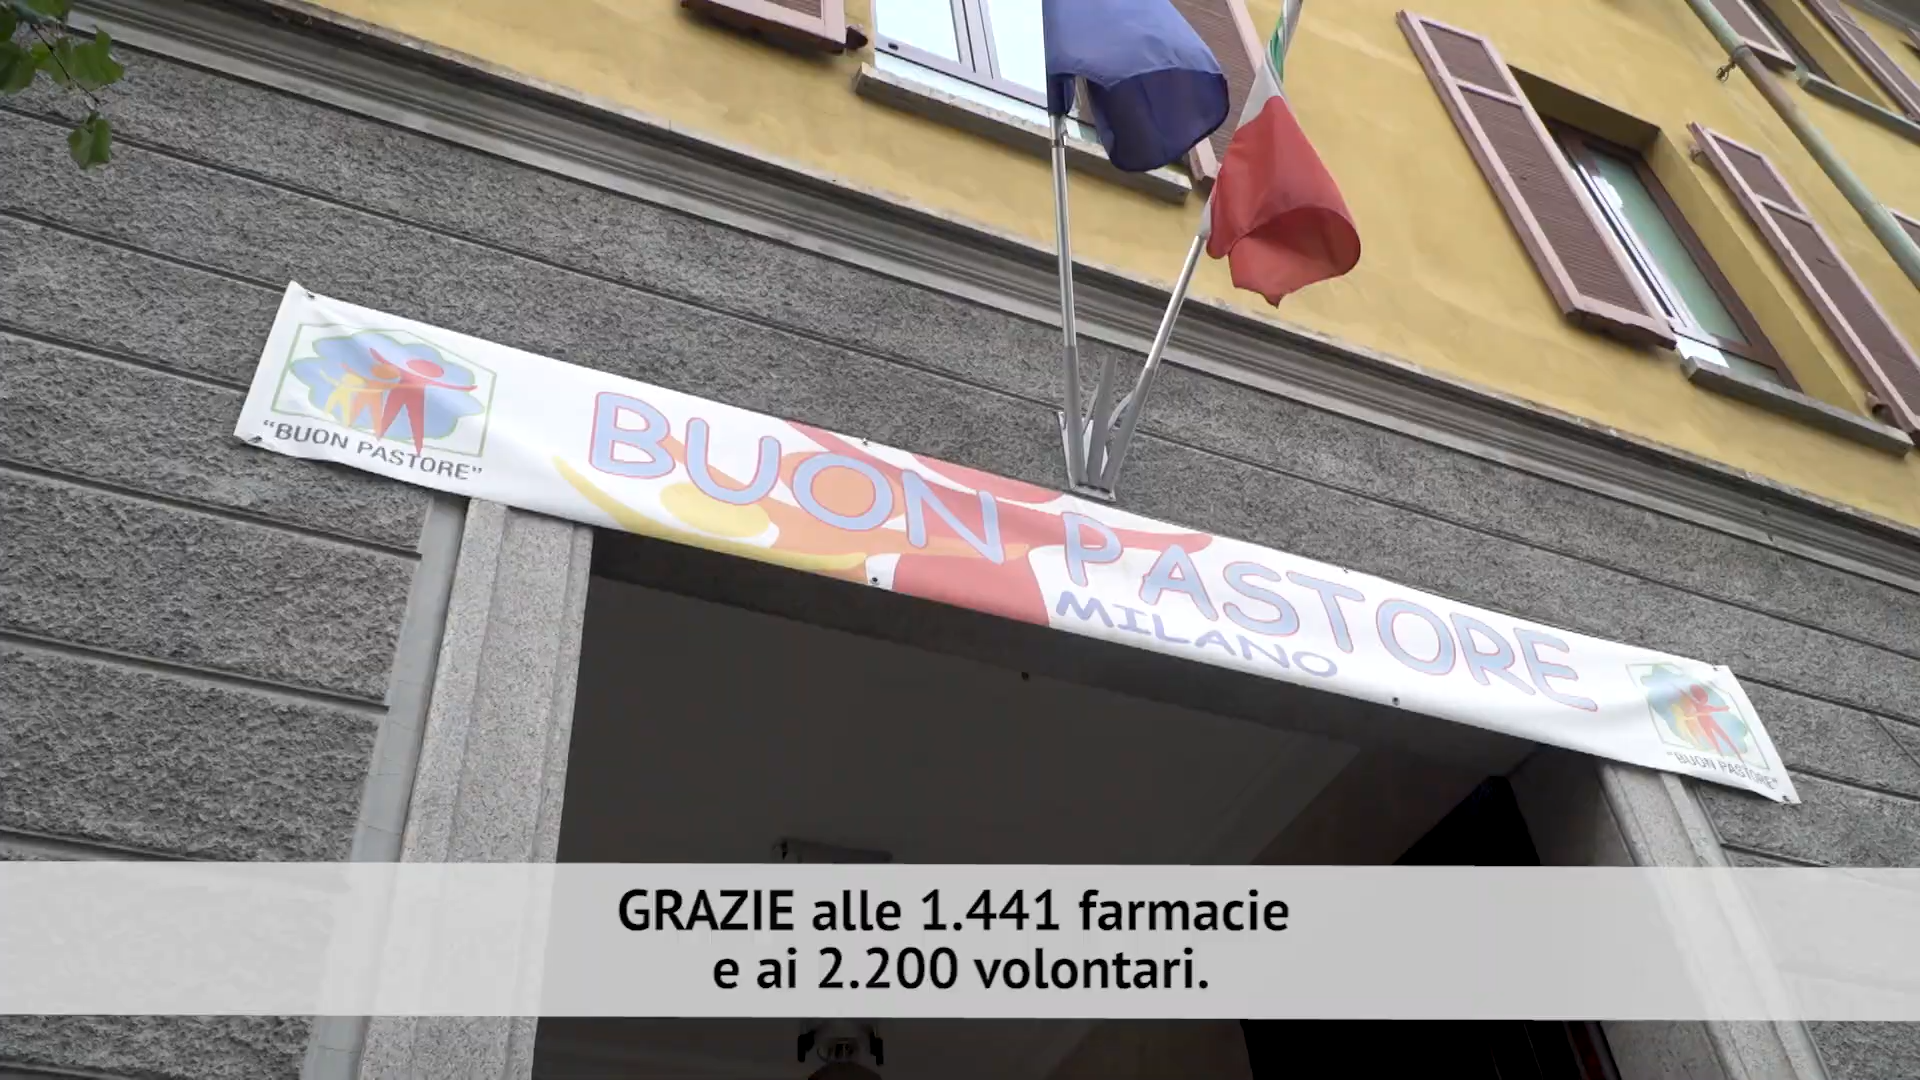 "BUON PASTORE"
BUON PASTORE
MILANO
"BUON PASTORE"
GRAZIE alle 1.441 farmacie
e ai 2.200 volontari.